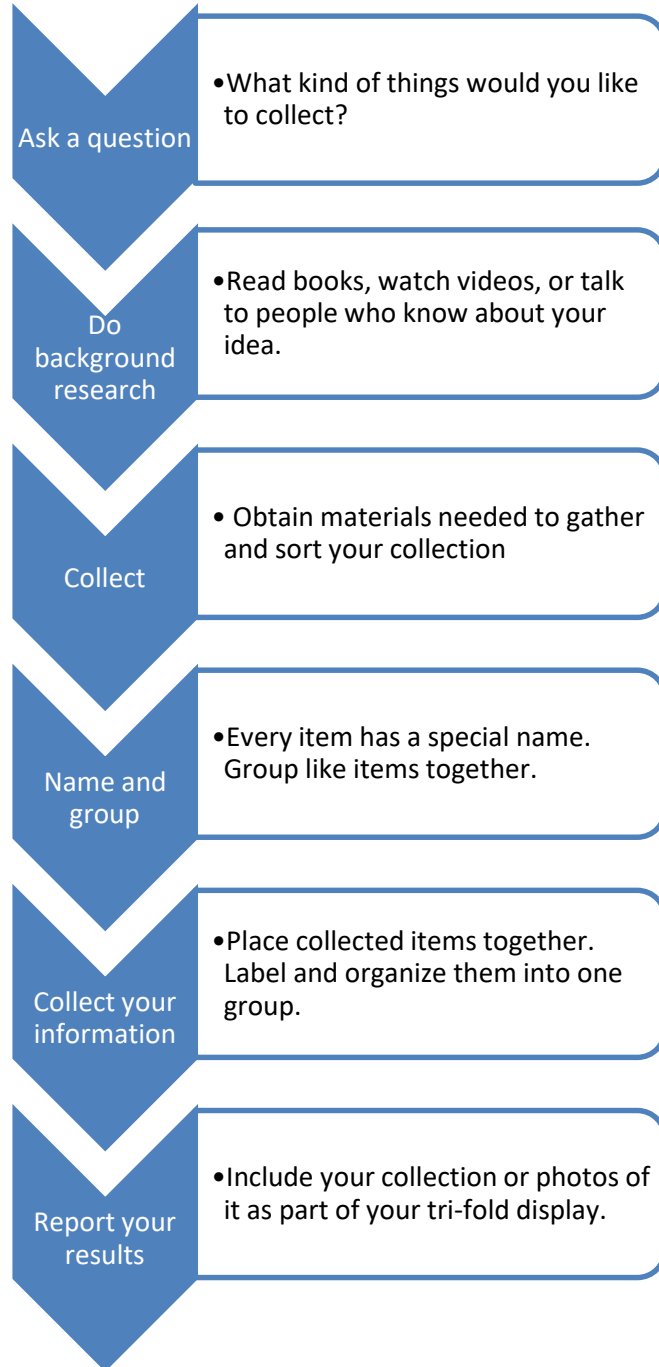 Ask a question
•What kind of things would you like
to collect?
Do
background
research
•Read books, watch videos, or talk
to people who know about your
idea.
Collect
• Obtain materials needed to gather
and sort your collection
Name and
group
•Every item has a special name.
Group like items together.
Collect your
information
•Place collected items together.
Label and organize them into one
group.
Report your
results
•Include your collection or photos of
it as part of your tri-fold display.